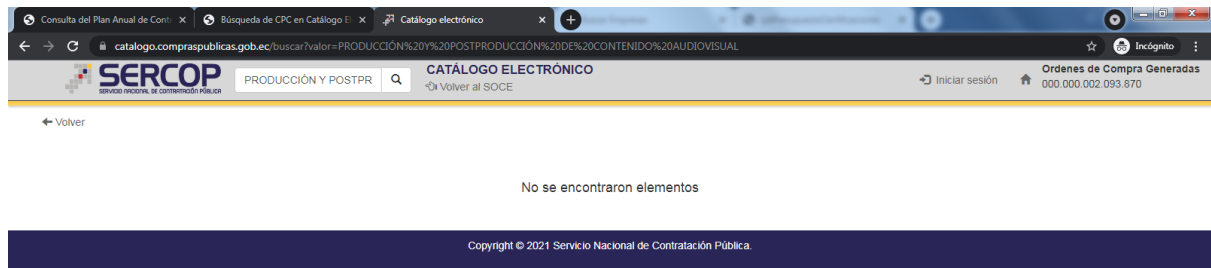 Consulta del Plan Anual de Contr
Búsqueda de CPC en Catálogo El
Catálogo electrónico
catalogo.compraspublicas.gob.ec/buscar?valor=PRODUCCIÓN%20Y%20POSTPRODUCCIÓN%20DE%20CONTENIDO%20AUDIOVISUAL
Incógnito
SERCOP
SERVICIO NACIONAL DE CONTRATACIÓN PÚBLICA
PRODUCCIÓN Y POSTPR
CATÁLOGO ELECTRÓNICO
Volver al SOCE
Iniciar sesión
Ordenes de Compra Generadas
000.000.002.093.870
Volver
No se encontraron elementos
Copyright © 2021 Servicio Nacional de Contratación Pública.